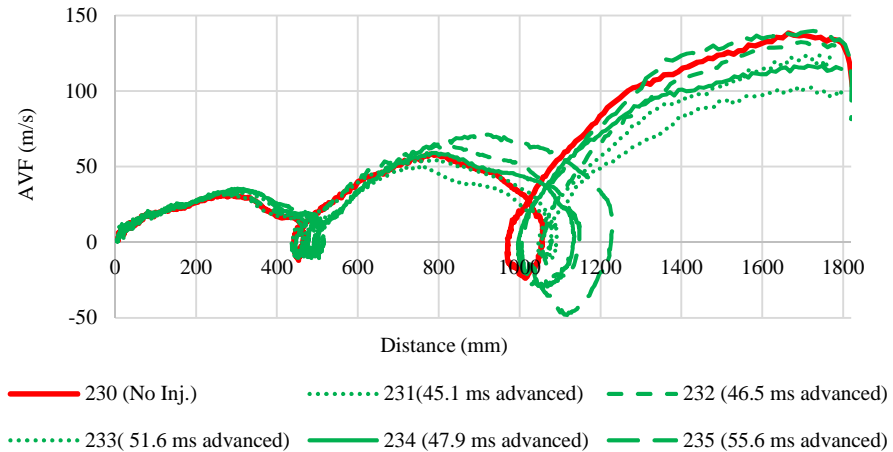 150
100
50
0
-50
AVF (m/s)
0 200 400 600 800 1000 1200 1400 1600 1800
Distance (mm)
230 (No Inj.) 231(45.1 ms advanced) 232 (46.5 ms advanced)
233( 51.6 ms advanced) 234 (47.9 ms advanced) 235 (55.6 ms advanced)